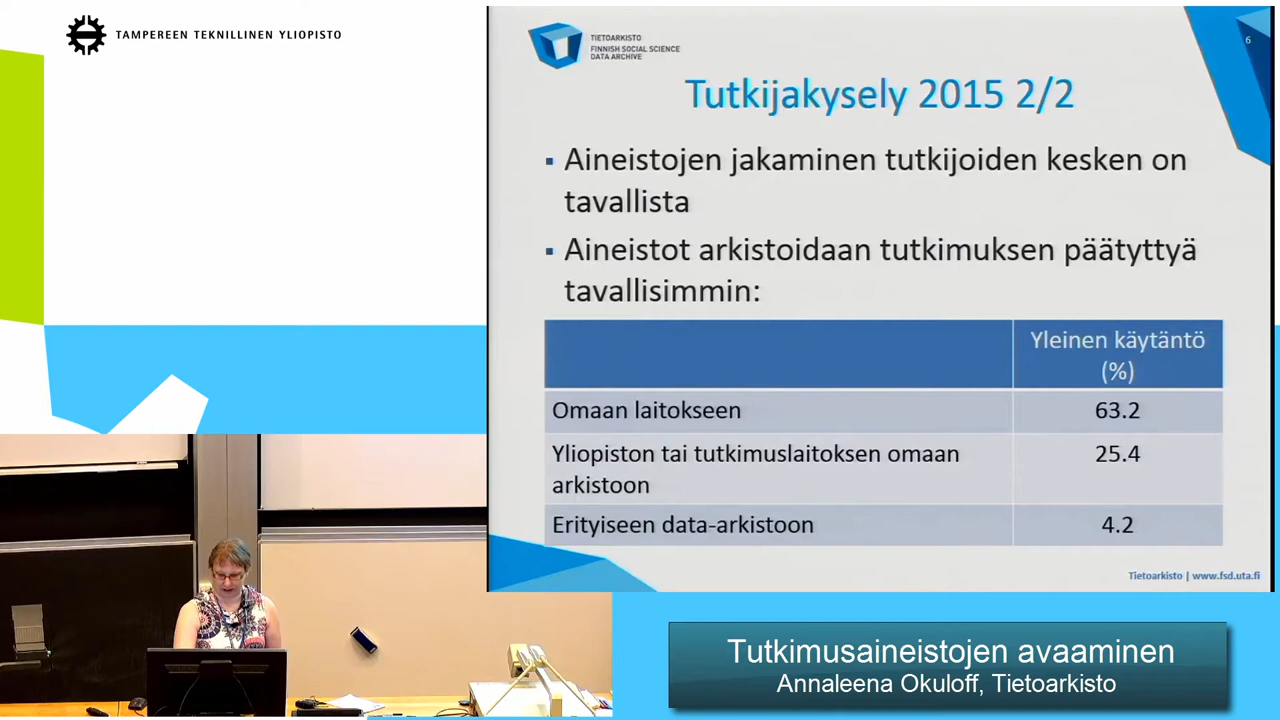 TAMPEREEN TEKNILLINEN YLIOPISTO
TIETOARKISTO
FINNISH SOCIAL SCIENCE
DATA ARCHIVE
6
Tutkijakysely 2015 2/2
▪ Aineistojen jakaminen tutkijoiden kesken on
tavallista
▪ Aineistot arkistoidaan tutkimuksen päätyttyä
tavallisimmin:
Yleinen käytäntö
(%)
Omaan laitokseen 63.2
Yliopiston tai tutkimuslaitoksen omaan 25.4
arkistoon
Erityiseen data-arkistoon 4.2
Tietoarkisto | www.fsd.uta.fi
Tutkimusaineistojen avaaminen
Annaleena Okuloff, Tietoarkisto